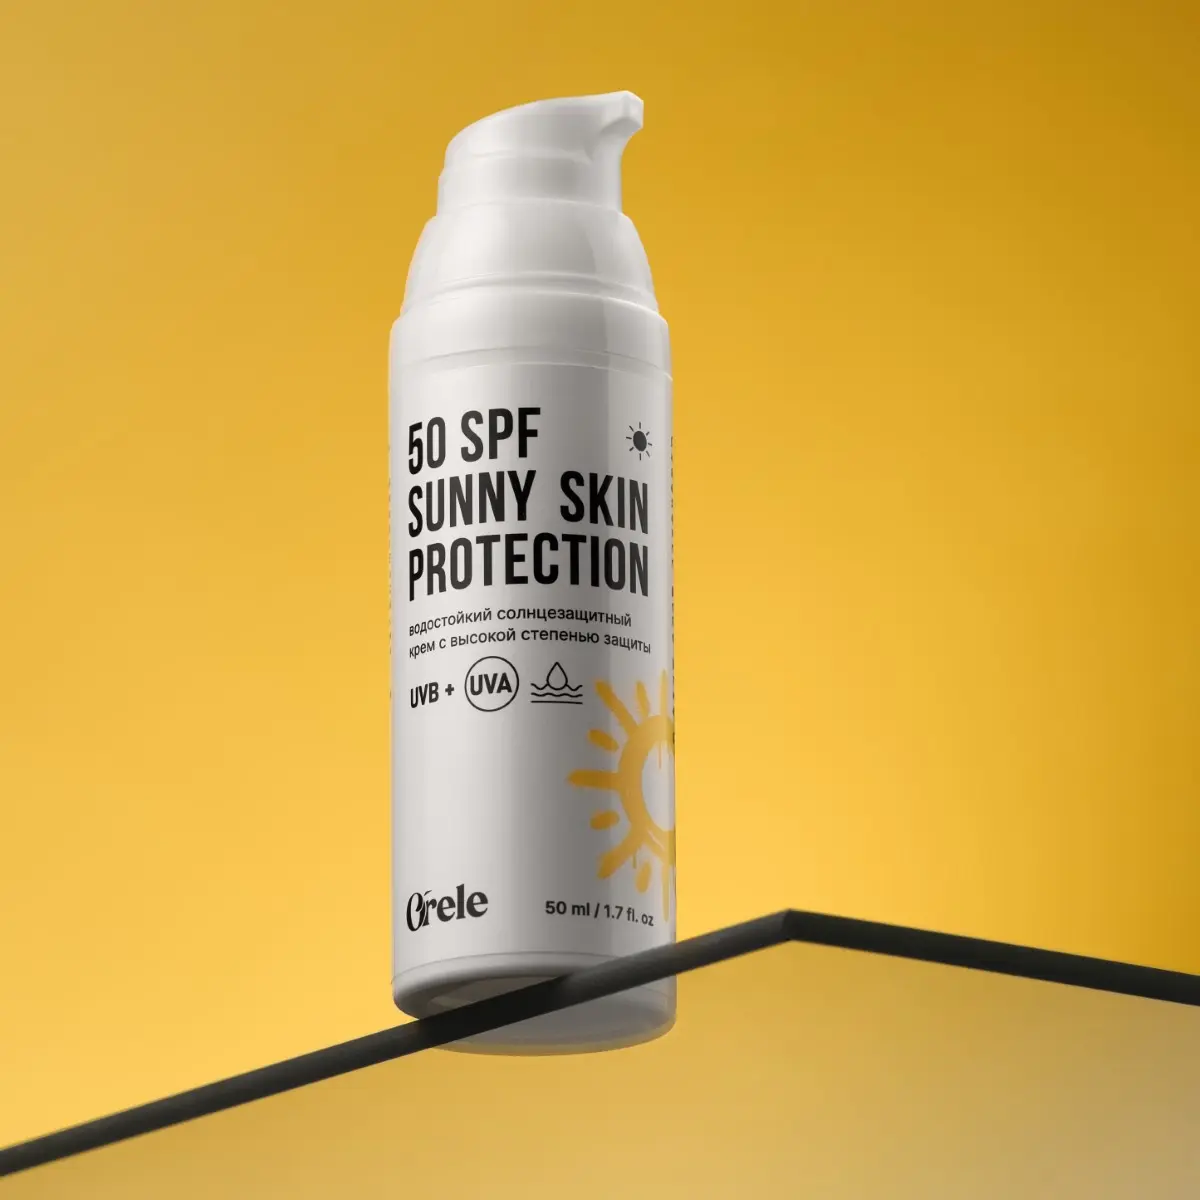 50 SPF
SUNNY SKIN
PROTECTION
водостойкий солнцезащитный
крем с высокой степенью защиты
UVB + UVA
Orele
50 ml / 1.7 fl. oz